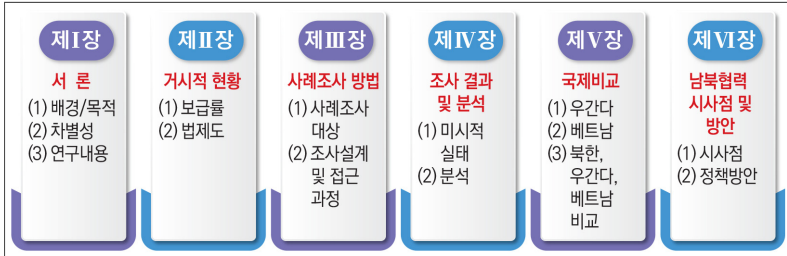 제Ⅰ장
서 론
(1) 배경/목적
(2) 차별성
(3) 연구내용
제Ⅱ장
거시적 현황
(1) 보급률
(2) 법제도
제Ⅲ장
사례조사 방법
(1) 사례조사
대상
(2) 조사설계
및 접근
과정
제Ⅳ장
조사 결과
및 분석
(1) 미시적
실태
(2) 분석
제Ⅴ장
국제비교
(1) 우간다
(2) 베트남
(3) 북한,
우간다,
베트남
비교
제Ⅵ장
남북협력
시사점 및
방안
(1) 시사점
(2) 정책방안